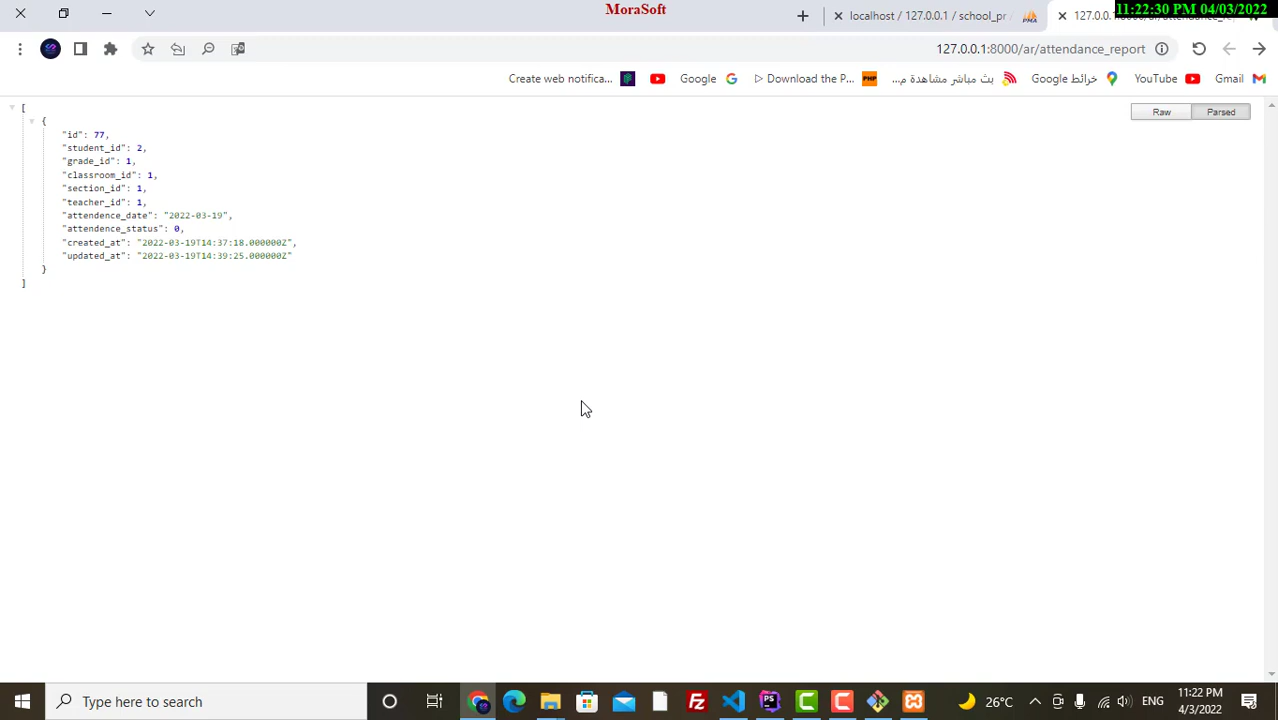 MoraSoft
11:22:30 PM 04/03/2022
localhost / 127.0.0.1 / school_pr
127.0.0.1:8000/ar/attendance_report
Create web notifica...
Google
Download the P...
بث مباشر مشاهدة م...
خرائط Google
YouTube
Gmail
Raw
Parsed
[
{
"id": 77,
"student_id": 2,
"grade_id": 1,
"classroom_id": 1,
"section_id": 1,
"teacher_id": 1,
"attendence_date": "2022-03-19",
"attendence_status": 0,
"created_at": "2022-03-19T14:37:18.000000Z",
"updated_at": "2022-03-19T14:39:25.000000Z"
}
]
Type here to search
26°C
ENG
11:22 PM
4/3/2022